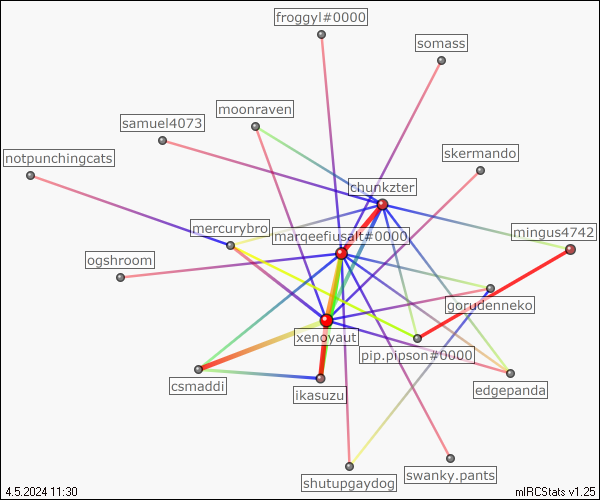 froggyl#0000
somass
moonraven
samuel4073
notpunchingcats
skermando
chunkzter
mercurybro
marqeefiusalt#0000
mingus4742
ogshroom
gorudenneko
xenoyaut
pip.pipson#0000
csmaddi
ikasuzu
edgepanda
shutupgaydog
swanky.pants
4.5.2024 11:30
mIRCStats v1.25